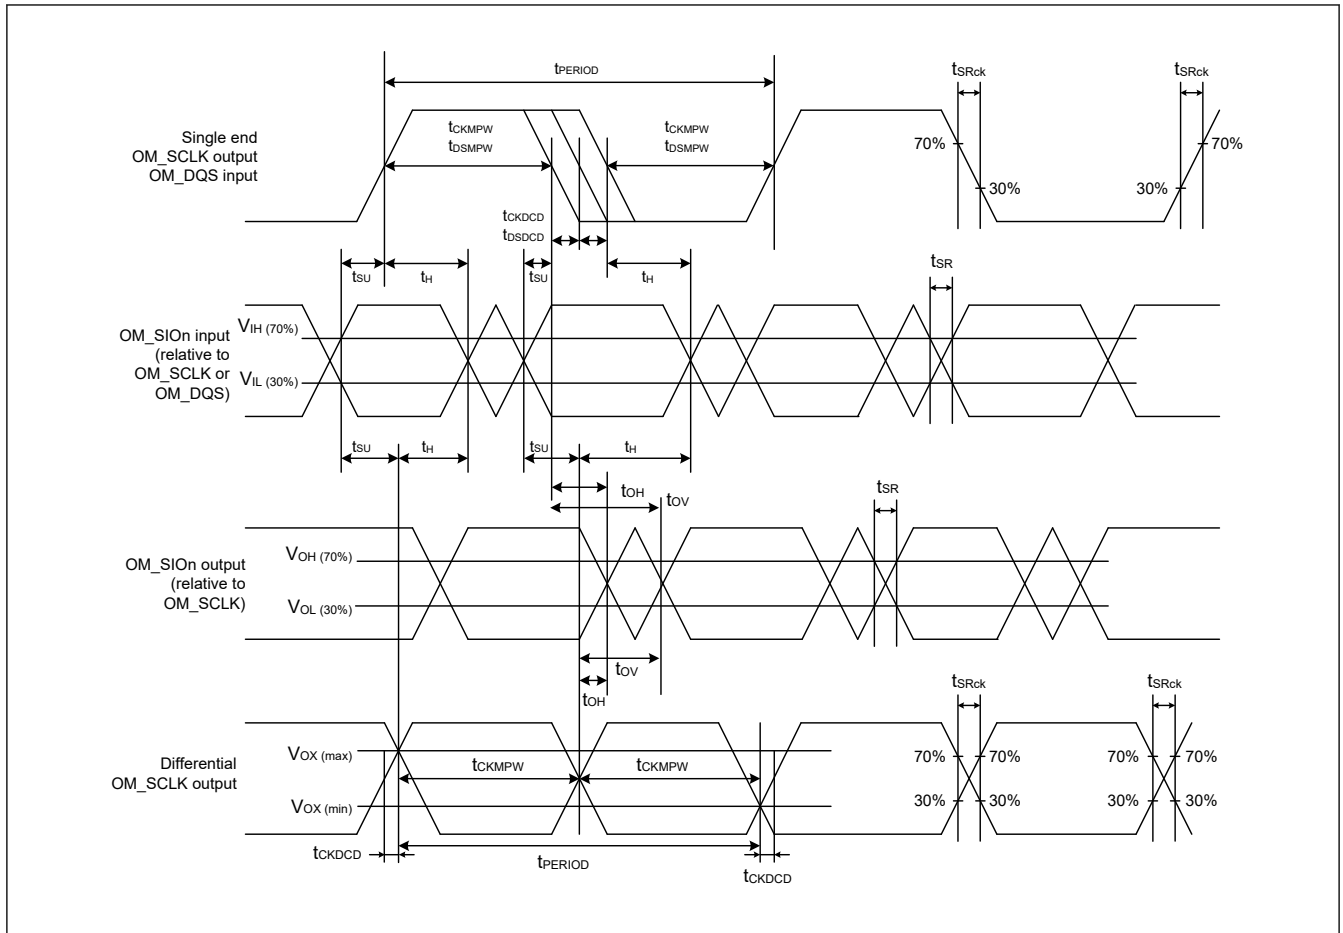 tPERIOD
tSRck
tSRck
Single end
OM_SCLK output
OM_DQS input
tCKMPW
tDSMPW
tCKMPW
tDSMPW
70%
30%
30%
70%
tCKDCD
tDSDCD
tSU
tH
tSU
tH
tSR
OM_SIOn input
(relative to
OM_SCLK or
OM_DQS)
VIH (70%)
VIL (30%)
tSU
tH
tSU
tH
tOH
tOV
tSR
OM_SIOn output
(relative to
OM_SCLK)
VOH (70%)
VOL (30%)
tOV
tOH
tSRck
tSRck
Differential
OM_SCLK output
VOX (max)
VOX (min)
tCKMPW
tCKMPW
70%
70%
70%
70%
30%
30%
30%
30%
tCKDCD
tPERIOD
tCKDCD